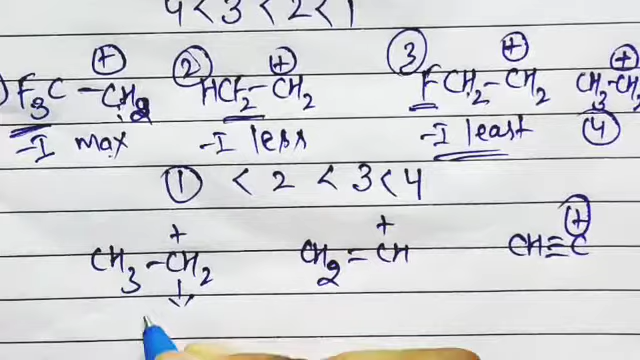 4 < 3 < 2 < 1
+ ② + ③ + +
) F₃C – CH₂ HCF₂ – CH₂ FCH₂ – CH₂ CH₃–CH₂
–I max –I less –I least ④
① < 2 < 3 < 4
+ + +
CH₃ – CH₂ CH₂ = CH CH≡C